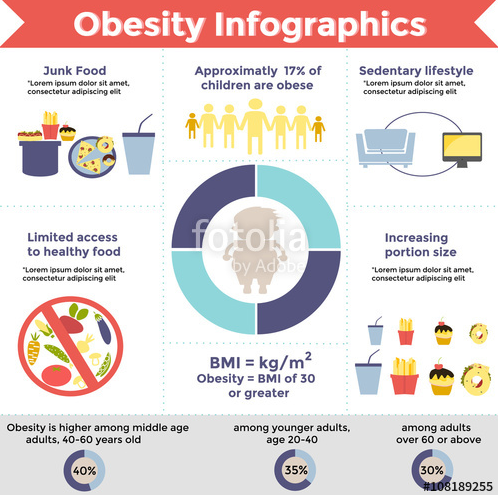 Obesity Infographics
Junk Food
"Lorem ipsum dolor sit amet,
consectetur adipiscing elit
Approximatly 17% of
children are obese
Sedentary lifestyle
"Lorem ipsum dolor sit amet,
consectetur adipiscing elit
Limited access
to healthy food
"Lorem ipsum dolor sit amet,
consectetur adipiscing elit
fotolia
by Adobe
Increasing
portion size
"Lorem ipsum dolor sit amet,
consectetur adipiscing elit
BMI = kg/m²
Obesity = BMI of 30
or greater
Obesity is higher among middle age
adults, 40-60 years old
40%
among younger adults,
age 20-40
35%
among adults
over 60 or above
30%
#108189255